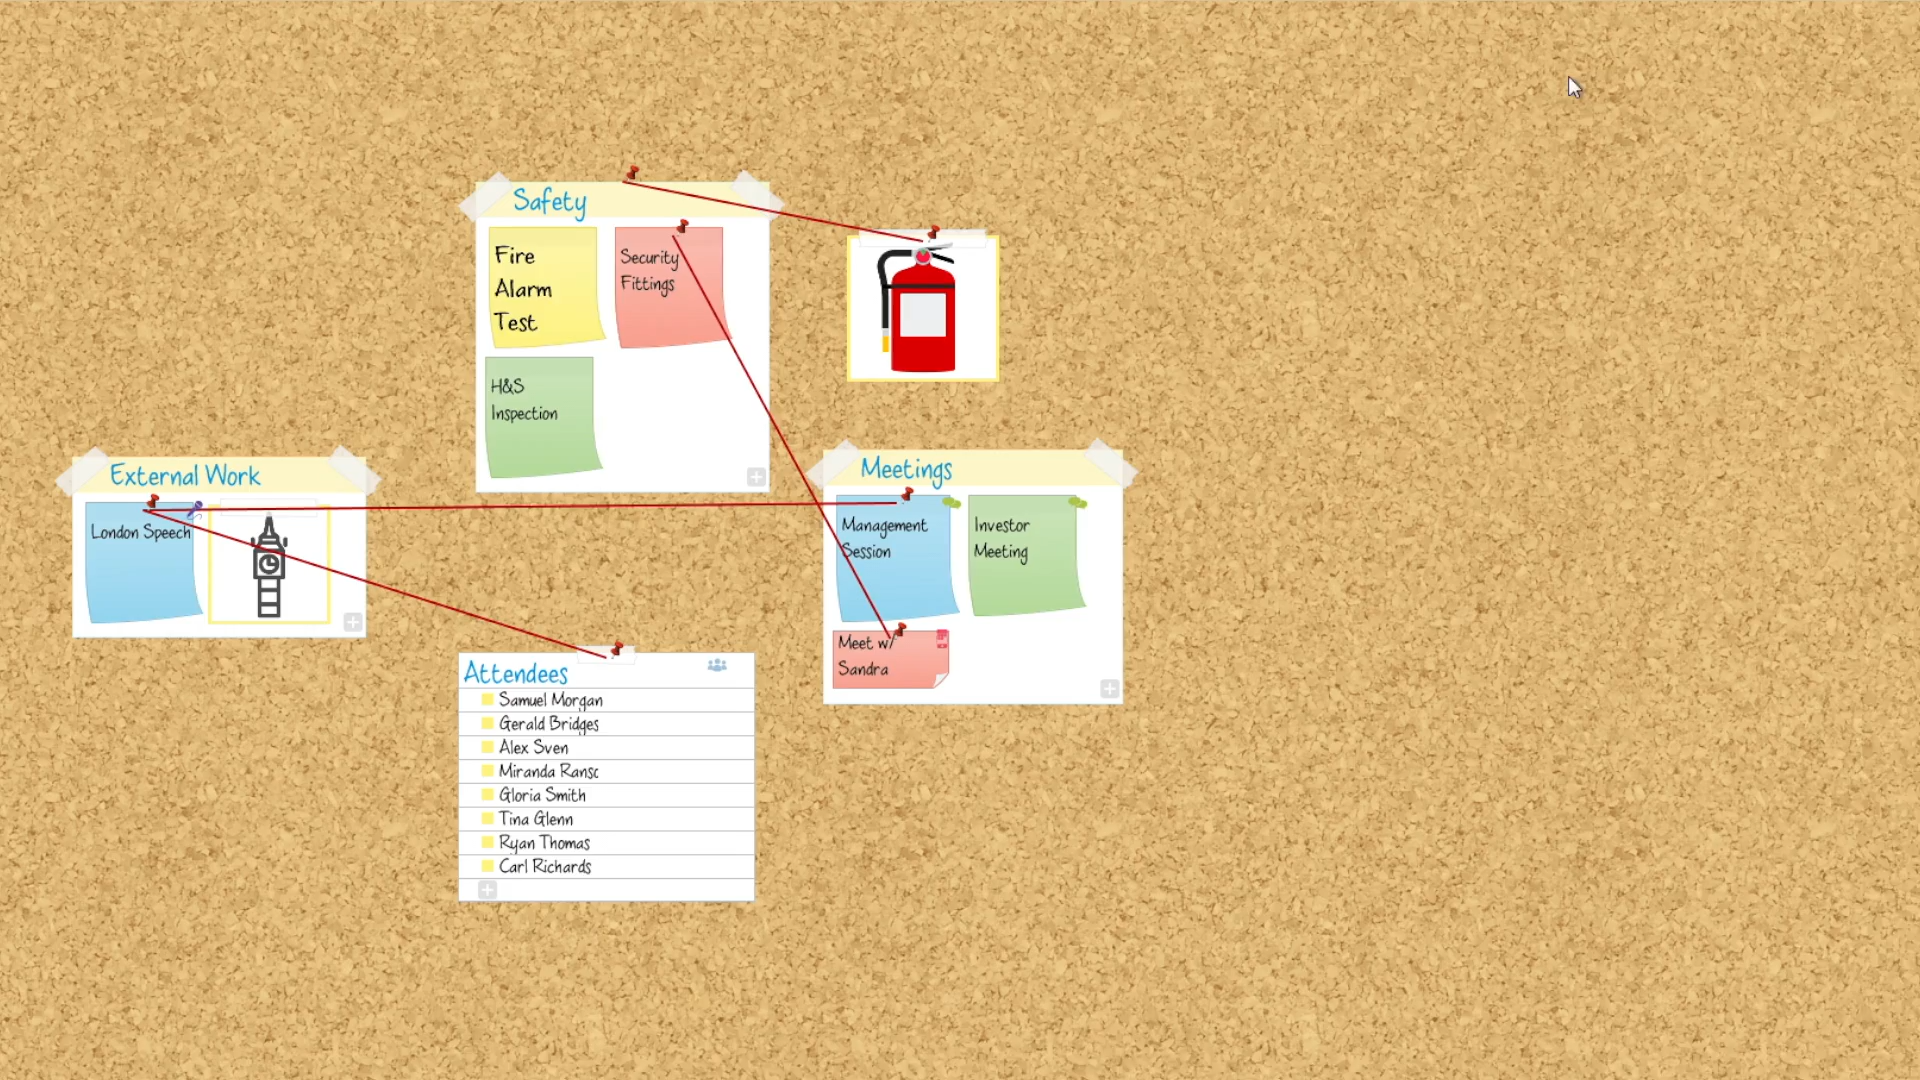 Safety
Fire
Alarm
Test
Security
Fittings
H&S
Inspection
External Work
London Speech
Meetings
Management
Session
Investor
Meeting
Meet w/
Sandra
Attendees
Samuel Morgan
Gerald Bridges
Alex Sven
Miranda Ransc
Gloria Smith
Tina Glenn
Ryan Thomas
Carl Richards